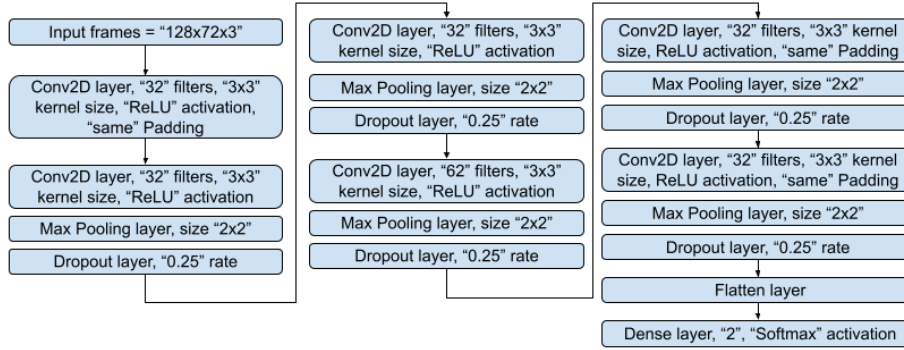 Input frames = “128x72x3”
Conv2D layer, “32” filters, “3x3”
kernel size, “ReLU” activation,
“same” Padding
Conv2D layer, “32” filters, “3x3”
kernel size, “ReLU” activation
Max Pooling layer, size “2x2”
Dropout layer, “0.25” rate
Conv2D layer, “32” filters, “3x3”
kernel size, “ReLU” activation
Max Pooling layer, size “2x2”
Dropout layer, “0.25” rate
Conv2D layer, “62” filters, “3x3”
kernel size, “ReLU” activation
Max Pooling layer, size “2x2”
Dropout layer, “0.25” rate
Conv2D layer, “32” filters, “3x3” kernel
size, ReLU activation, “same” Padding
Max Pooling layer, size “2x2”
Dropout layer, “0.25” rate
Conv2D layer, “32” filters, “3x3” kernel
size, ReLU activation, “same” Padding
Max Pooling layer, size “2x2”
Dropout layer, “0.25” rate
Flatten layer
Dense layer, “2”, “Softmax” activation